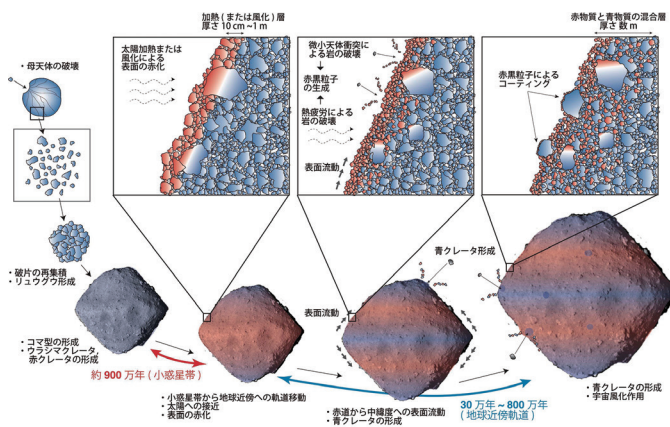 加熱(または風化)層
厚さ 10 cm ~1 m
太陽加熱または
風化による
表面の赤化
微小天体衝突に
よる岩の破壊
赤黒粒子
の生成
熱疲労による
岩の破壊
表面流動
赤物質と青物質の混合層
厚さ 数 m
赤黒粒子による
コーティング
・母天体の破壊
・破片の再集積
・リュウグウ形成
・コマ型の形成
・ウラシマクレータ,
赤クレータの形成
約 900 万年 ( 小惑星帯 )
・小惑星帯から地球近傍への軌道移動
・太陽への接近
・表面の赤化
表面流動
青クレータ形成
・赤道から中緯度への表面流動
・青クレータの形成
30 万年 ~ 800 万年
( 地球近傍軌道 )
青クレータ形成
・青クレータの形成
・宇宙風化作用